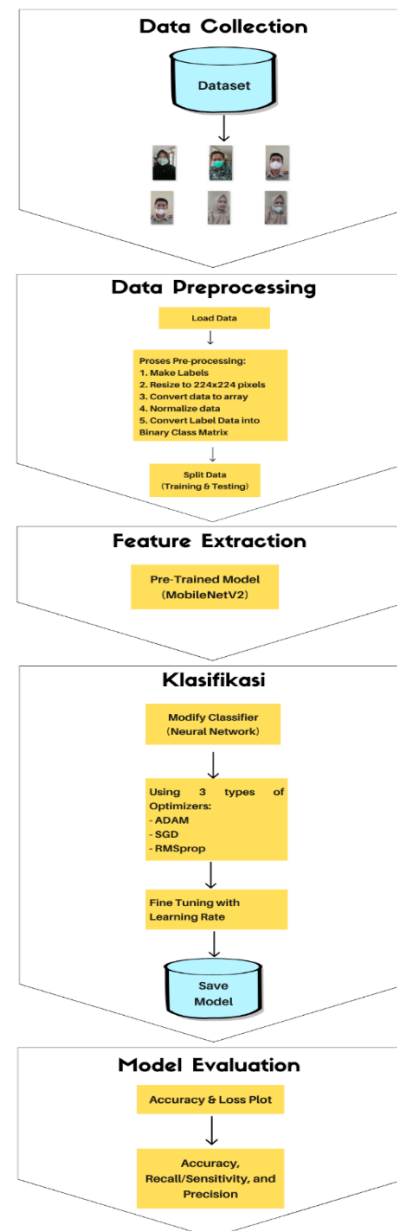 Data Collection
Dataset
Data Preprocessing
Load Data
Proses Pre-processing:
1. Make Labels
2. Resize to 224x224 pixels
3. Convert data to array
4. Normalize data
5. Convert Label Data into
Binary Class Matrix
Split Data
(Training & Testing)
Feature Extraction
Pre-Trained Model
(MobileNetV2)
Klasifikasi
Modify Classifier
(Neural Network)
Using 3 types of
Optimizers:
- ADAM
- SGD
- RMSprop
Fine Tuning with
Learning Rate
Save
Model
Model Evaluation
Accuracy & Loss Plot
Accuracy,
Recall/Sensitivity, and
Precision